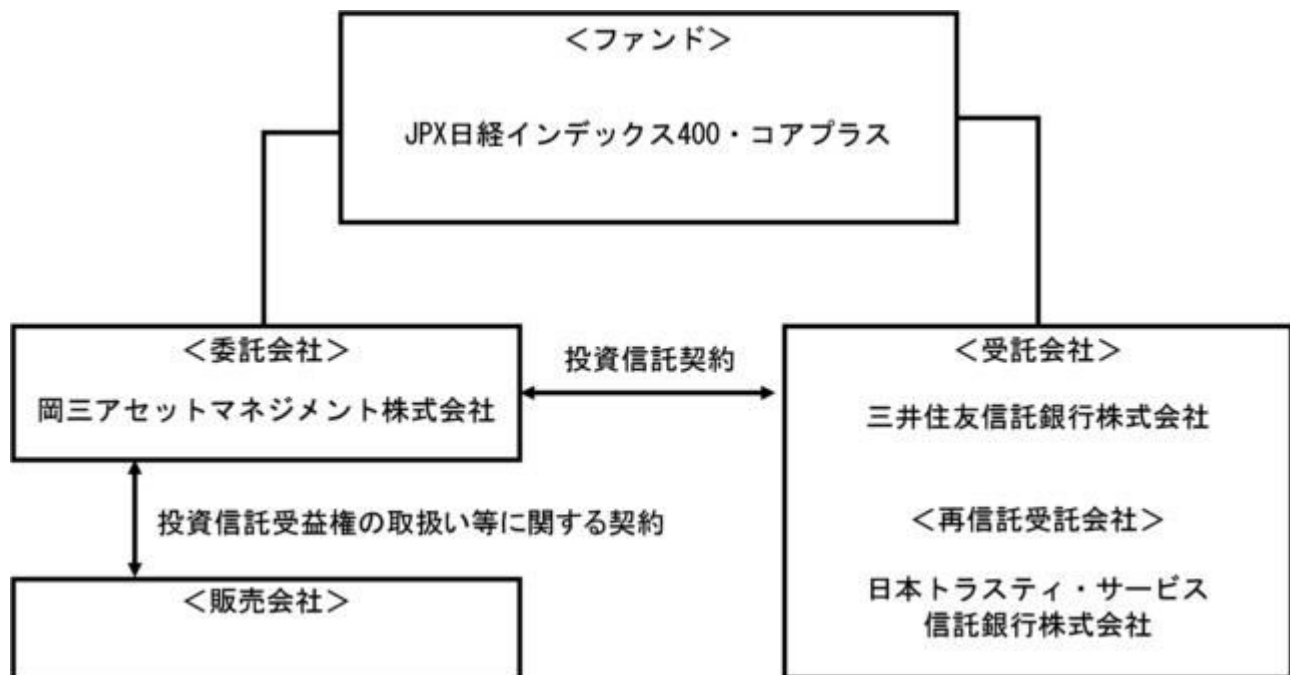 <ファンド>
JPX日経インデックス400・コアプラス
<委託会社>
岡三アセットマネジメント株式会社
投資信託契約
<受託会社>
三井住友信託銀行株式会社
<再信託受託会社>
日本トラスティ・サービス
信託銀行株式会社
投資信託受益権の取扱い等に関する契約
<販売会社>